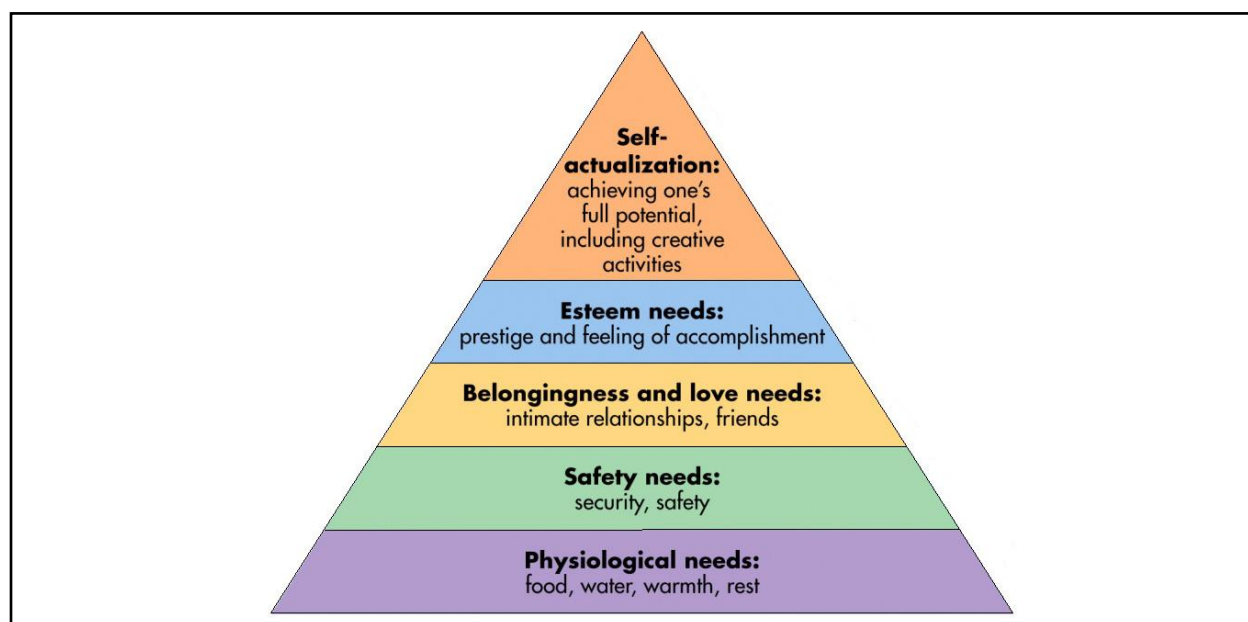 Self-
actualization:
achieving one's
full potential,
including creative
activities
Esteem needs:
prestige and feeling of accomplishment
Belongingness and love needs:
intimate relationships, friends
Safety needs:
security, safety
Physiological needs:
food, water, warmth, rest